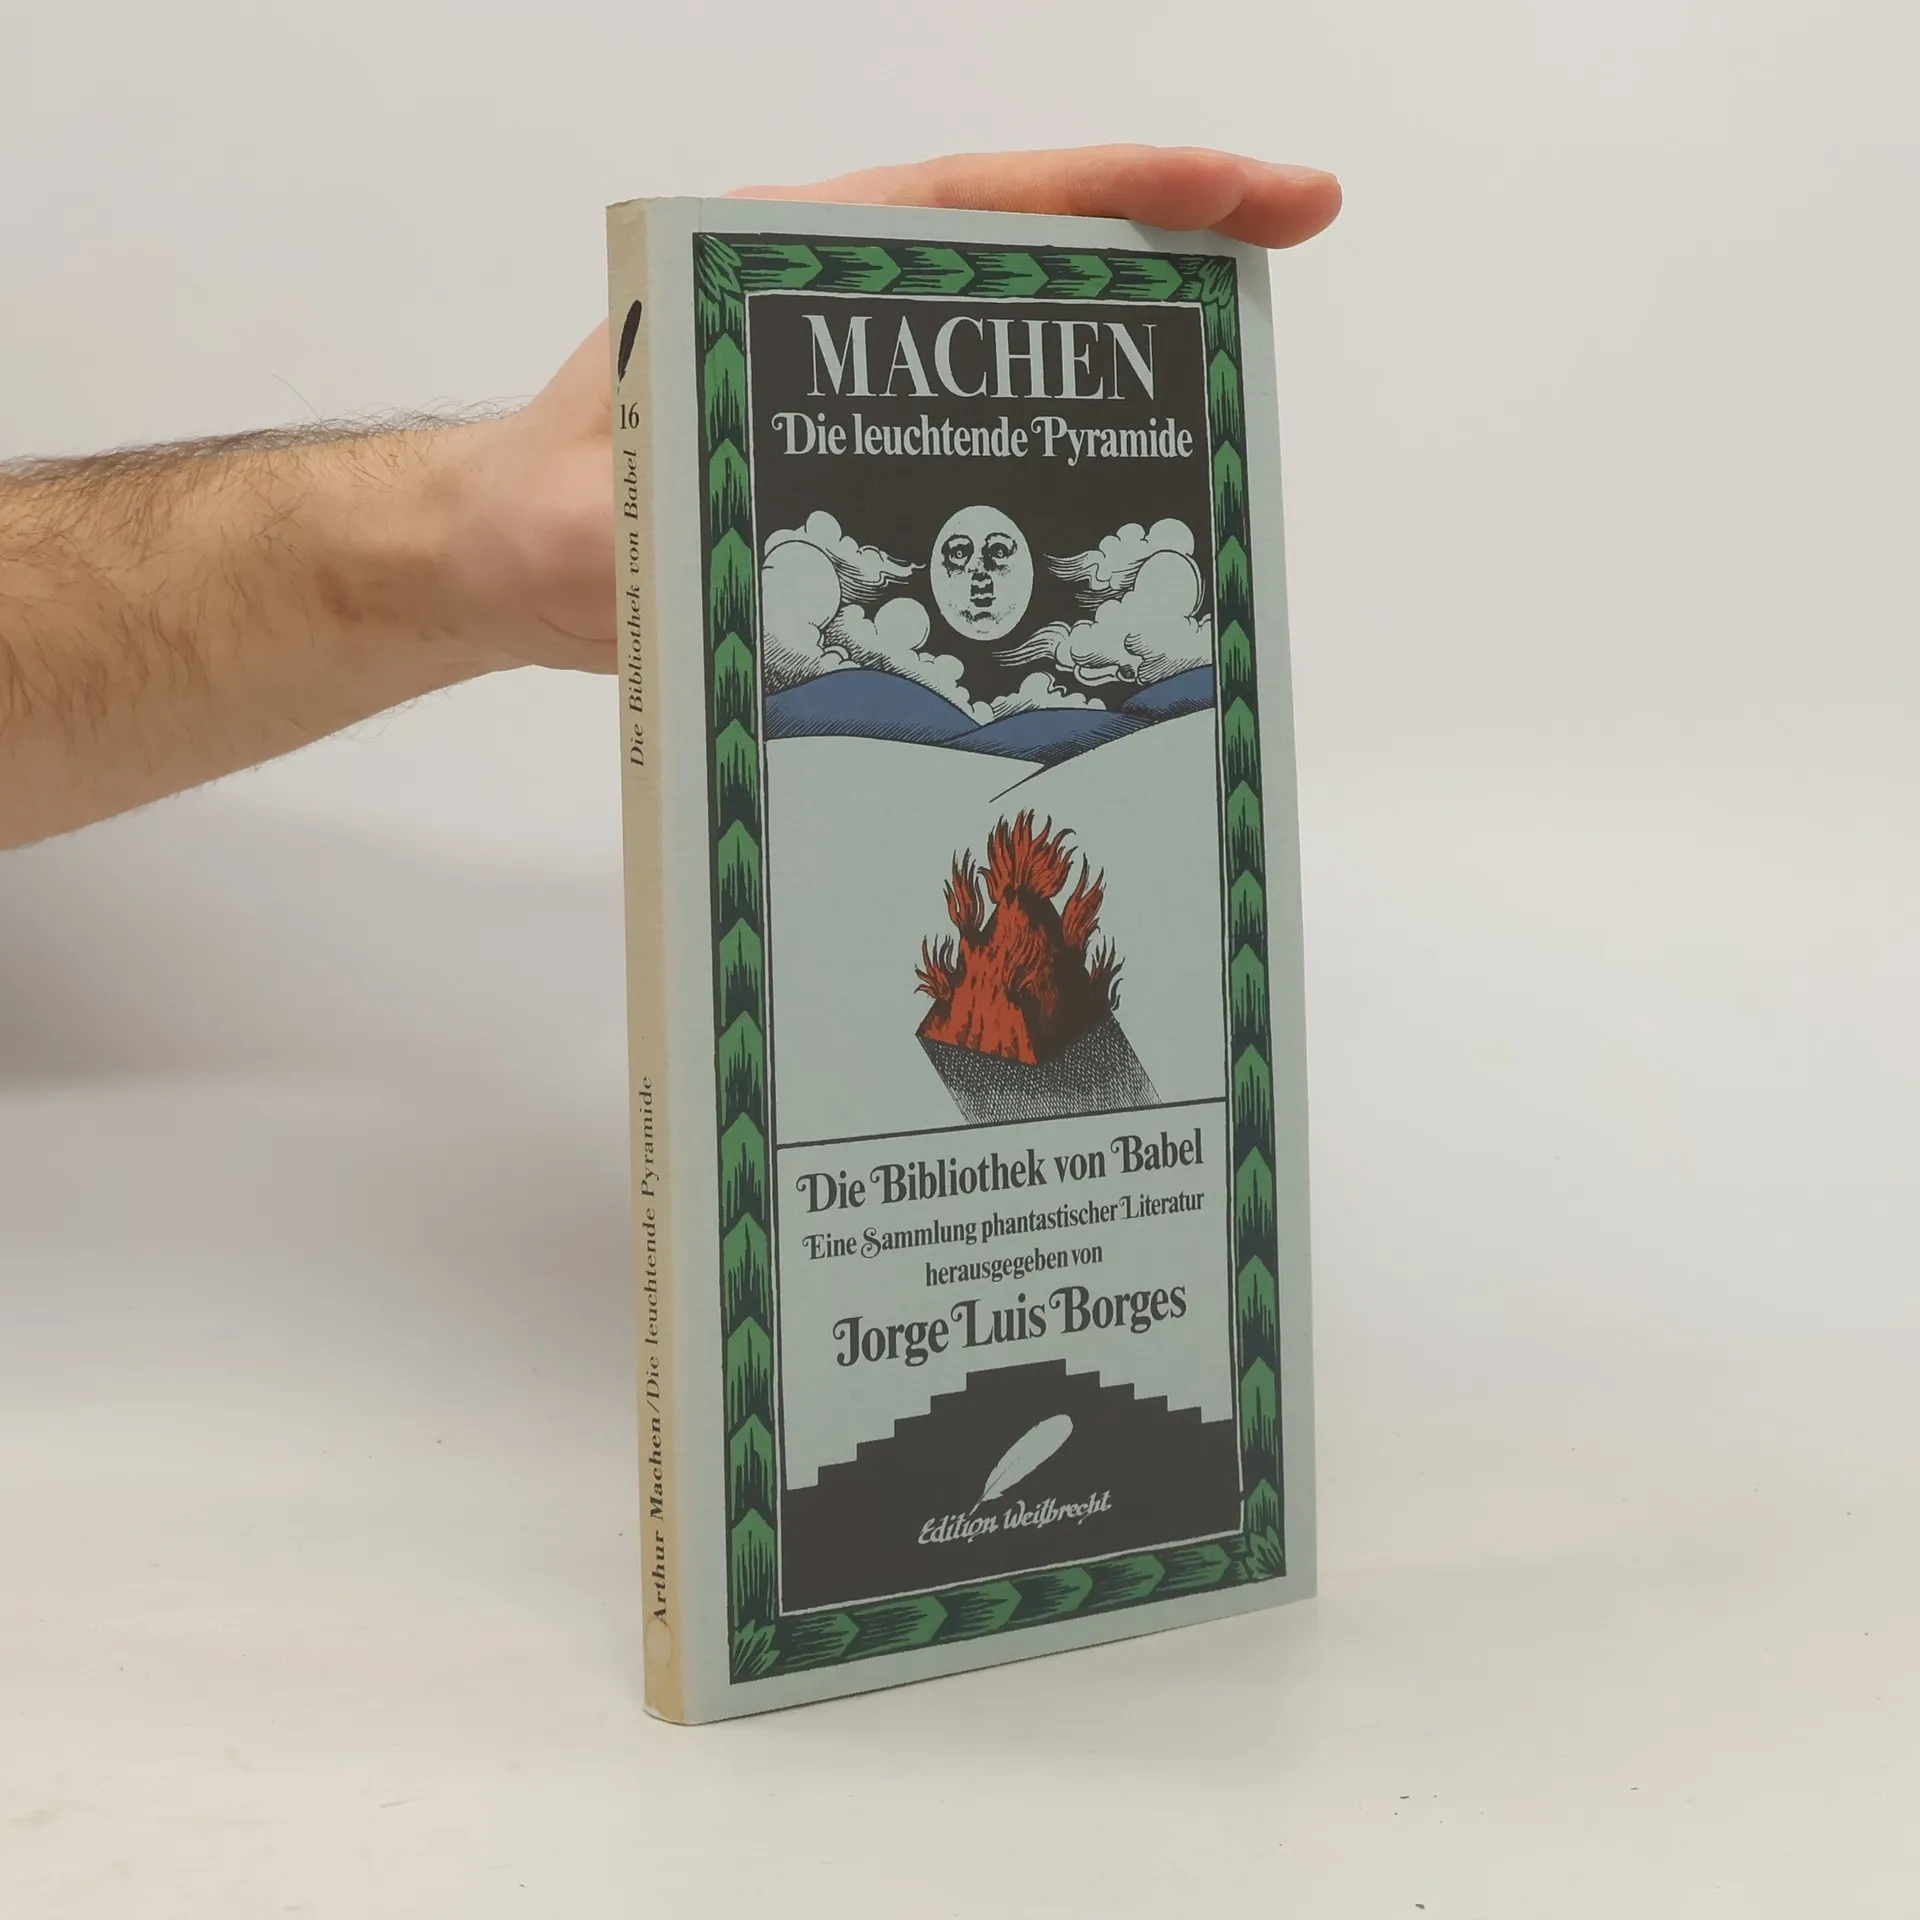 MACHEN
Die leuchtende Pyramide
Die Bibliothek von Babel
Eine Sammlung phantastischer Literatur
herausgegeben von
Jorge Luis Borges
Edition Weitbrecht
16
Die Bibliothek von Babel
Arthur Machen/Die leuchtende Pyramide